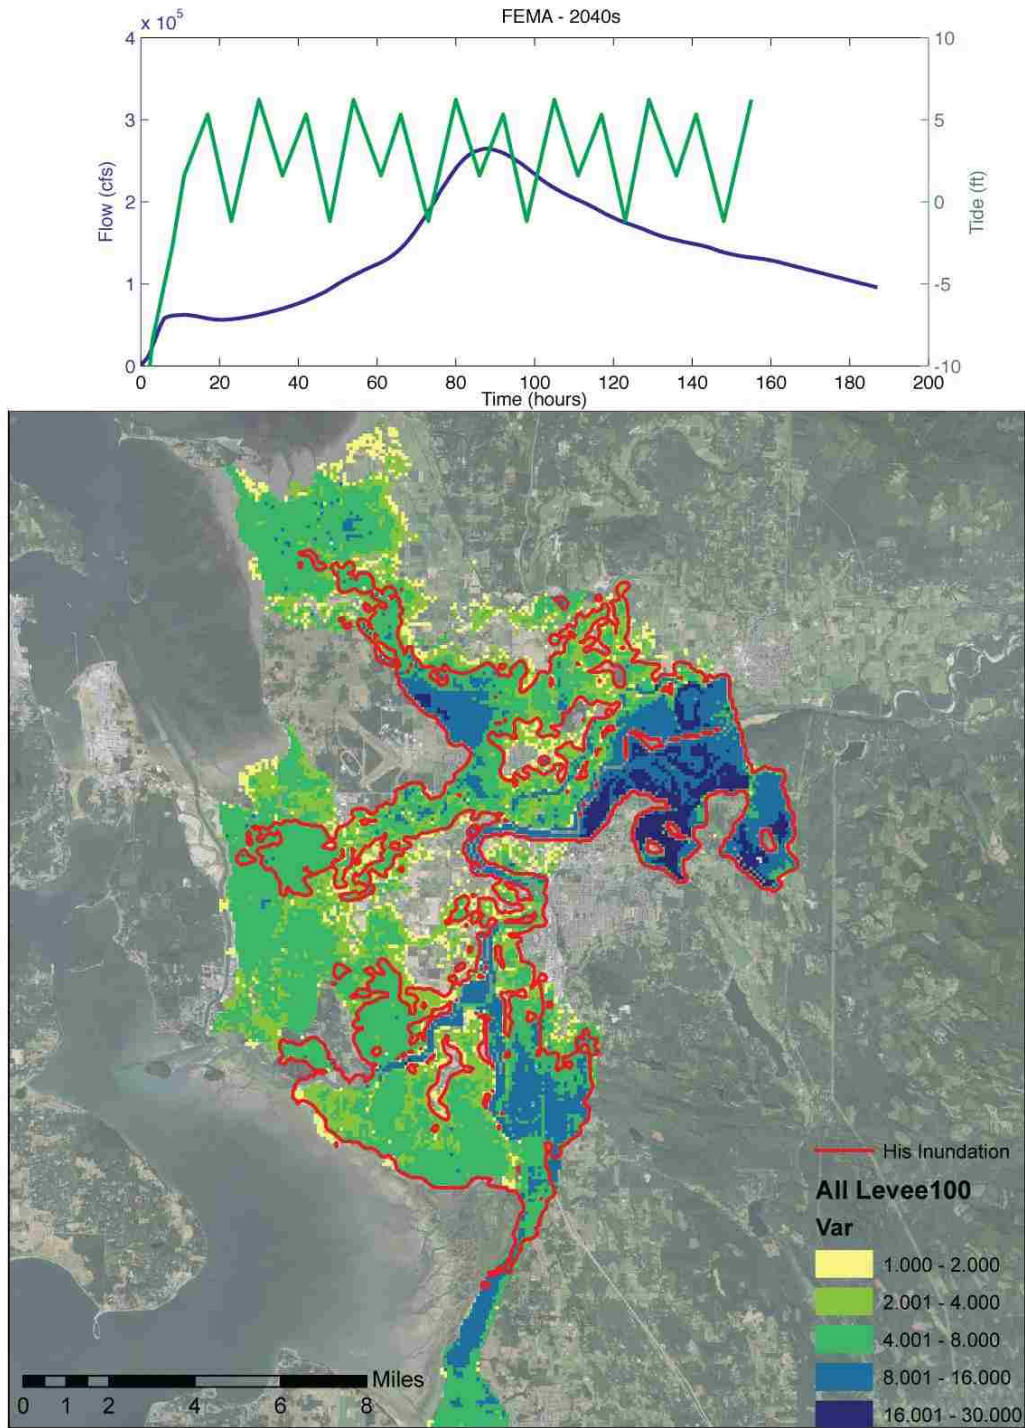 FEMA - 2040s
x 10⁵
4
3
2
1
0
Flow (cfs)
10
5
0
-5
-10
Tide (ft)
0 20 40 60 80 100 120 140 160 180 200
Time (hours)
His Inundation
All Levee100
Var
1.000 - 2.000
2.001 - 4.000
4.001 - 8.000
8.001 - 16.000
16.001 - 30.000
Miles
0 1 2 4 6 8